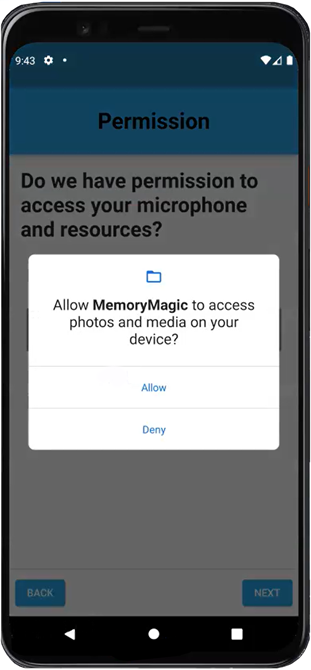 9:43
Permission
Do we have permission to
access your microphone
and resources?
Allow MemoryMagic to access
photos and media on your
device?
Allow
Deny
BACK
NEXT